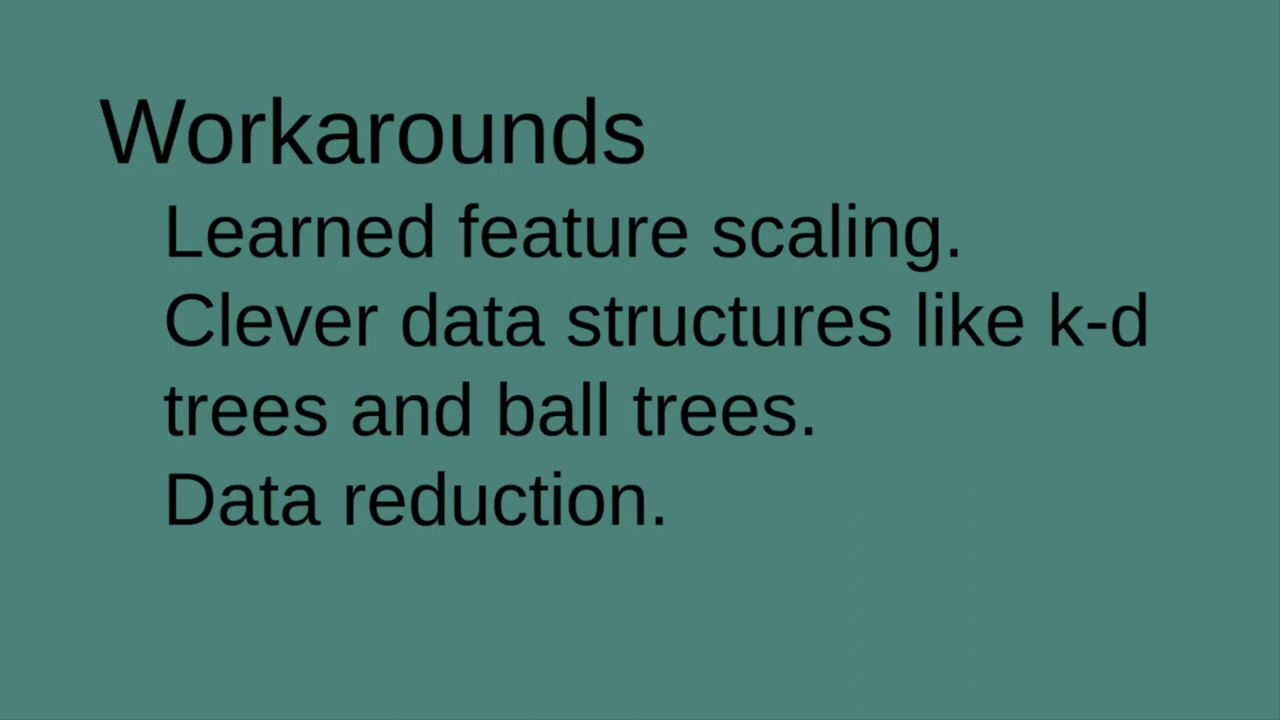 Workarounds
Learned feature scaling.
Clever data structures like k-d
trees and ball trees.
Data reduction.